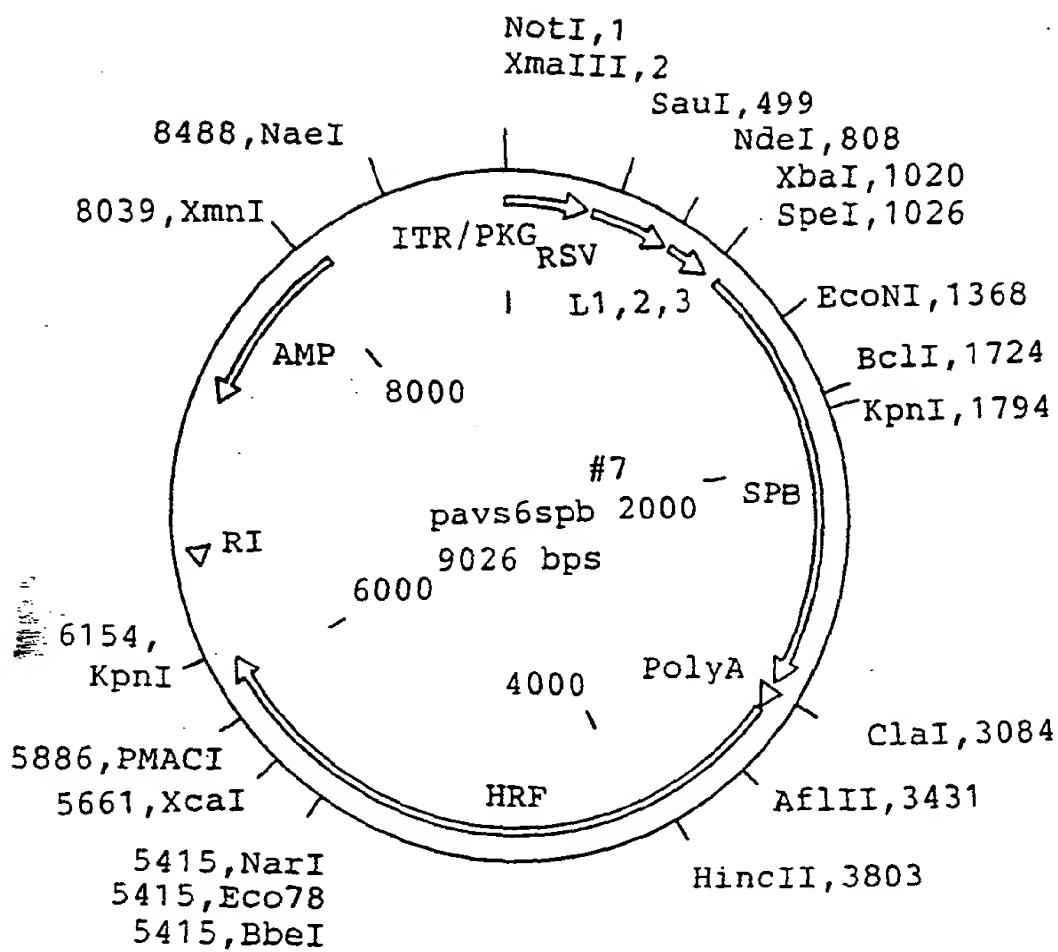 NotI,1
XmaIII,2
SauI,499
NdeI,808
XbaI,1020
SpeI,1026
EcoNI,1368
BclI,1724
KpnI,1794
ClaI,3084
AflII,3431
HincII,3803
5415,NarI
5415,Eco78
5415,BbeI
5661,XcaI
5886,PMACI
6154,
KpnI
8039,XmnI
8488,NaeI
ITR/PKG
RSV
L1,2,3
SPB
PolyA
HRF
RI
AMP
8000
#7
pavs6spb
9026 bps
2000
4000
6000